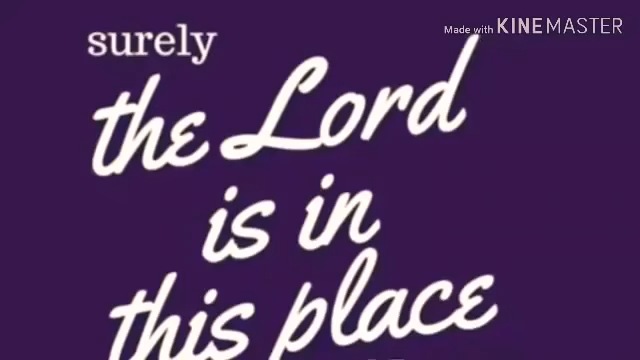 Made with KINEMASTER
surely
the Lord
is in
this place